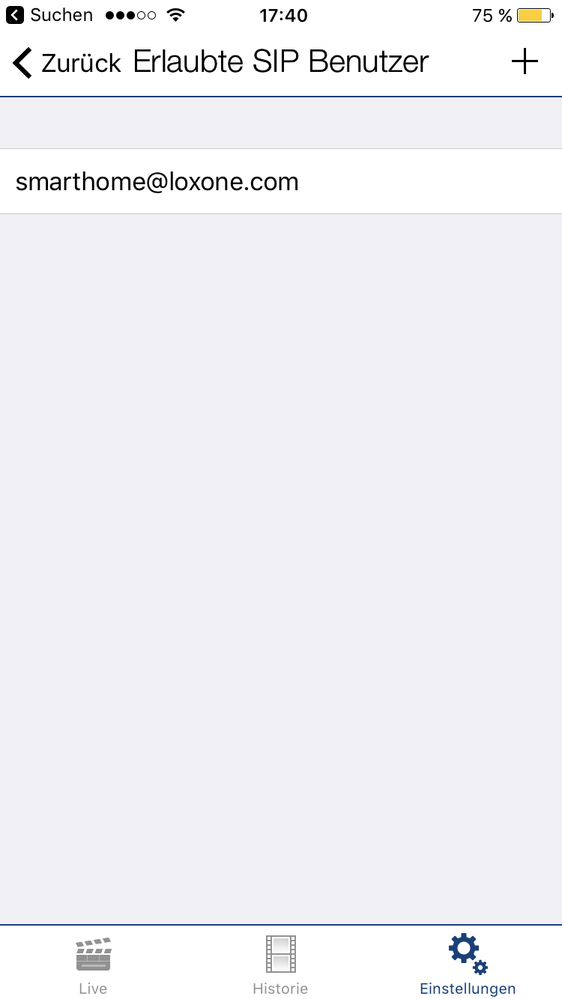 Suchen 17:40 75 %
Zurück Erlaubte SIP Benutzer
smarthome@loxone.com
Live Historie Einstellungen